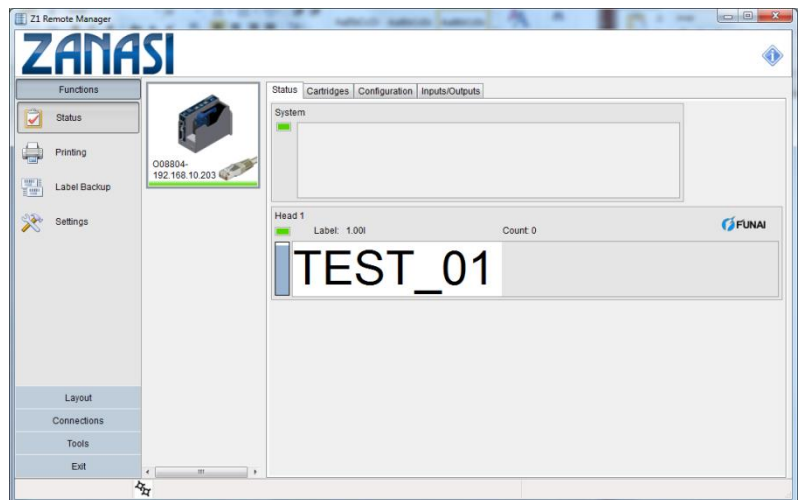 Z1 Remote Manager
ZANASI
Functions
Status
Printing
Label Backup
Settings
Layout
Connections
Tools
Exit
O08804-
192.168.10.203
Status Cartridges Configuration Inputs/Outputs
System
Head 1
Label: 1.00I Count: 0
FUNAI
TEST_01